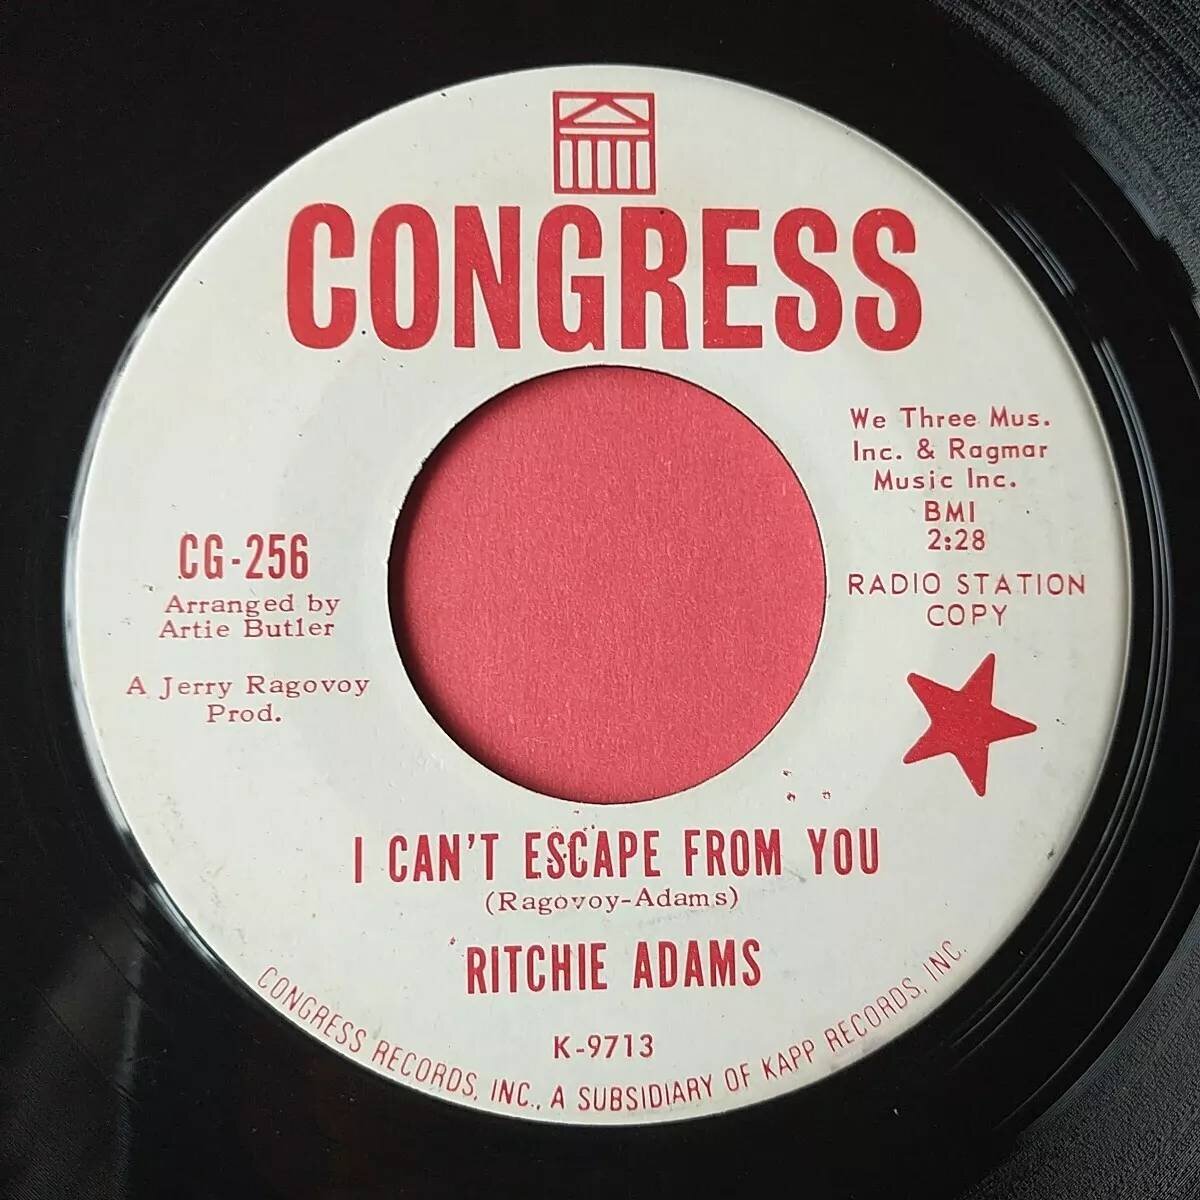 CONGRESS
We Three Mus.
Inc. & Ragmar
Music Inc.
BMI
2:28
RADIO STATION
COPY
CG-256
Arranged by
Artie Butler
A Jerry Ragovoy
Prod.
I CAN'T ESCAPE FROM YOU
(Ragovoy-Adams)
RITCHIE ADAMS
K-9713
CONGRESS RECORDS, INC., A SUBSIDIARY OF KAPP RECORDS, INC.